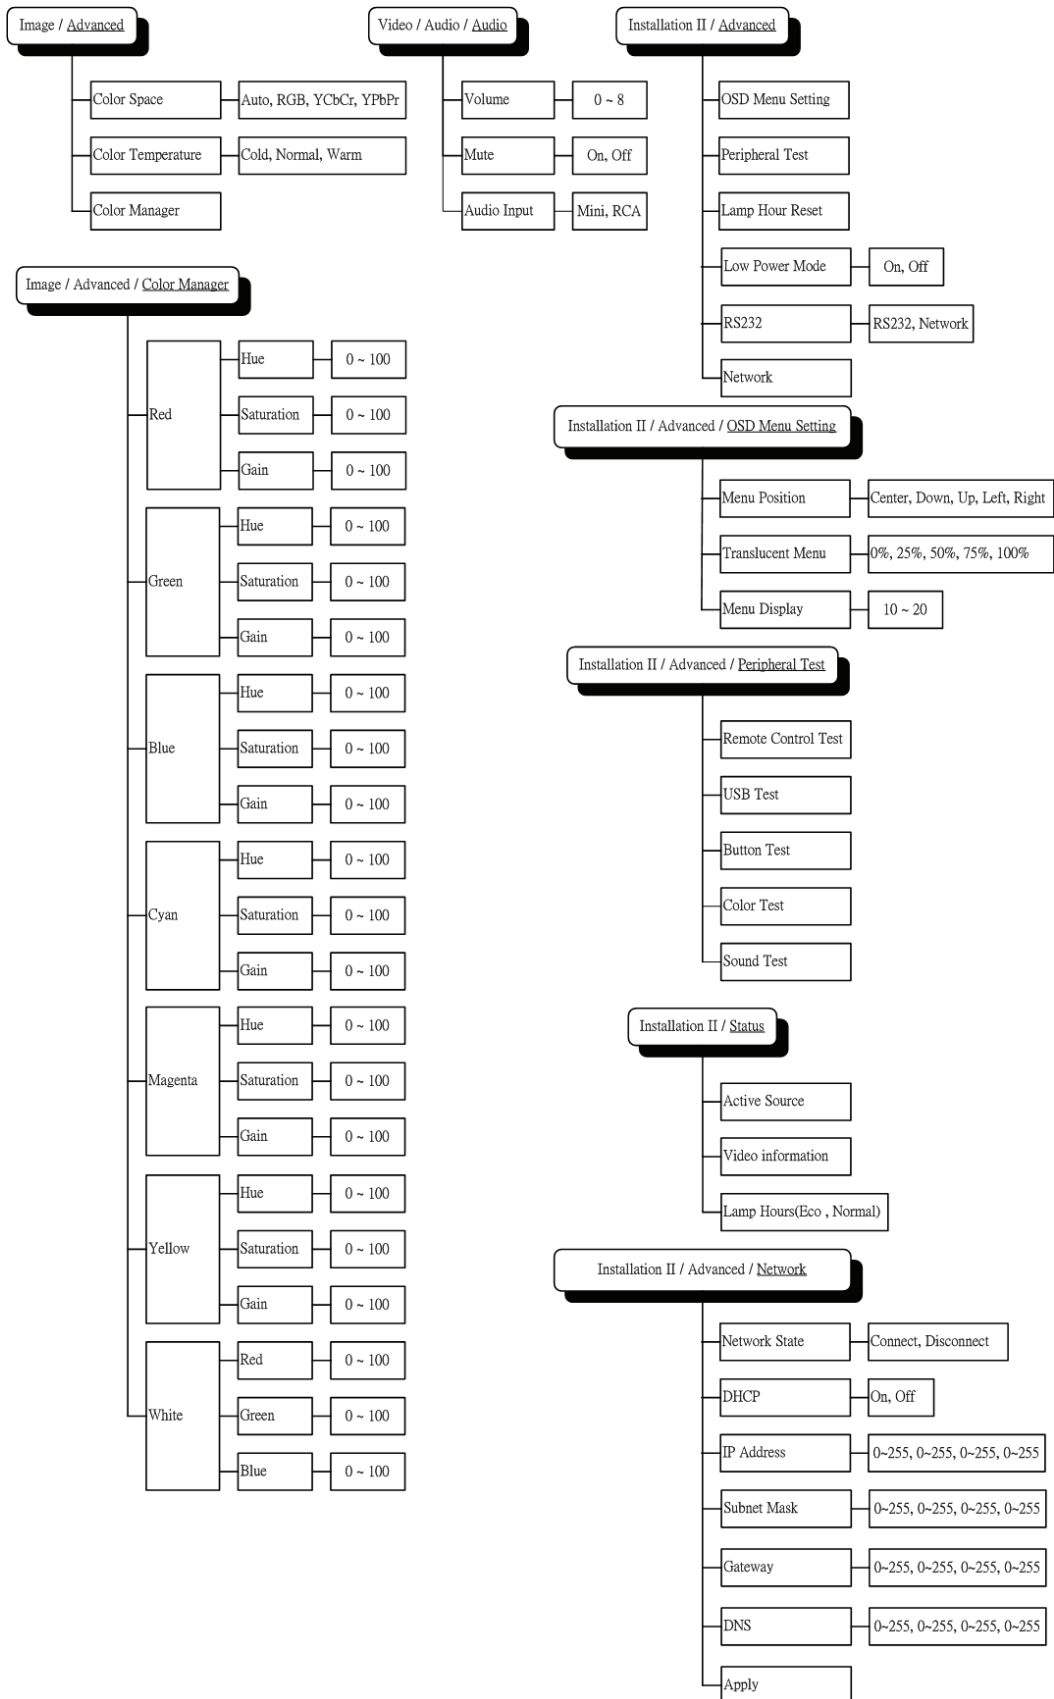 Image / Advanced
Color Space
Auto, RGB, YCbCr, YPbPr
Color Temperature
Cold, Normal, Warm
Color Manager
Image / Advanced / Color Manager
Red
Hue
0 ~ 100
Saturation
0 ~ 100
Gain
0 ~ 100
Green
Hue
0 ~ 100
Saturation
0 ~ 100
Gain
0 ~ 100
Blue
Hue
0 ~ 100
Saturation
0 ~ 100
Gain
0 ~ 100
Cyan
Hue
0 ~ 100
Saturation
0 ~ 100
Gain
0 ~ 100
Magenta
Hue
0 ~ 100
Saturation
0 ~ 100
Gain
0 ~ 100
Yellow
Hue
0 ~ 100
Saturation
0 ~ 100
Gain
0 ~ 100
White
Red
0 ~ 100
Green
0 ~ 100
Blue
0 ~ 100
Video / Audio / Audio
Volume
0 ~ 8
Mute
On, Off
Audio Input
Mini, RCA
Installation II / Advanced
OSD Menu Setting
Peripheral Test
Lamp Hour Reset
Low Power Mode
On, Off
RS232
RS232, Network
Network
Installation II / Advanced / OSD Menu Setting
Menu Position
Center, Down, Up, Left, Right
Translucent Menu
0%, 25%, 50%, 75%, 100%
Menu Display
10 ~ 20
Installation II / Advanced / Peripheral Test
Remote Control Test
USB Test
Button Test
Color Test
Sound Test
Installation II / Status
Active Source
Video information
Lamp Hours(Eco , Normal)
Installation II / Advanced / Network
Network State
Connect, Disconnect
DHCP
On, Off
IP Address
0~255, 0~255, 0~255, 0~255
Subnet Mask
0~255, 0~255, 0~255, 0~255
Gateway
0~255, 0~255, 0~255, 0~255
DNS
0~255, 0~255, 0~255, 0~255
Apply